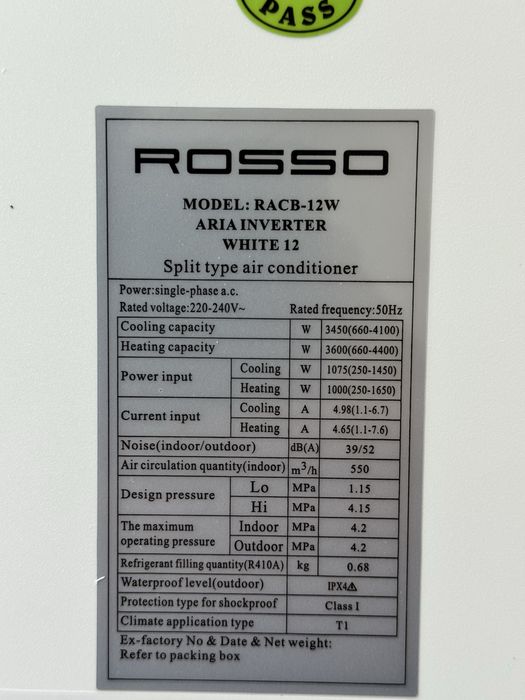 PASS
ROSSO
MODEL: RACB-12W
ARIA INVERTER
WHITE 12
Split type air conditioner
Power:single-phase a.c.
Rated voltage:220-240V~ Rated frequency:50Hz
Cooling capacity W 3450(660-4100)
Heating capacity W 3600(660-4400)
Power input Cooling W 1075(250-1450)
Heating W 1000(250-1650)
Current input Cooling A 4.98(1.1-6.7)
Heating A 4.65(1.1-7.6)
Noise(indoor/outdoor) dB(A) 39/52
Air circulation quantity(indoor) m³/h 550
Design pressure Lo MPa 1.15
Hi MPa 4.15
The maximum operating pressure Indoor MPa 4.2
Outdoor MPa 4.2
Refrigerant filling quantity(R410A) kg 0.68
Waterproof level(outdoor) IPX4⚠
Protection type for shockproof Class I
Climate application type T1
Ex-factory No & Date & Net weight:
Refer to packing box